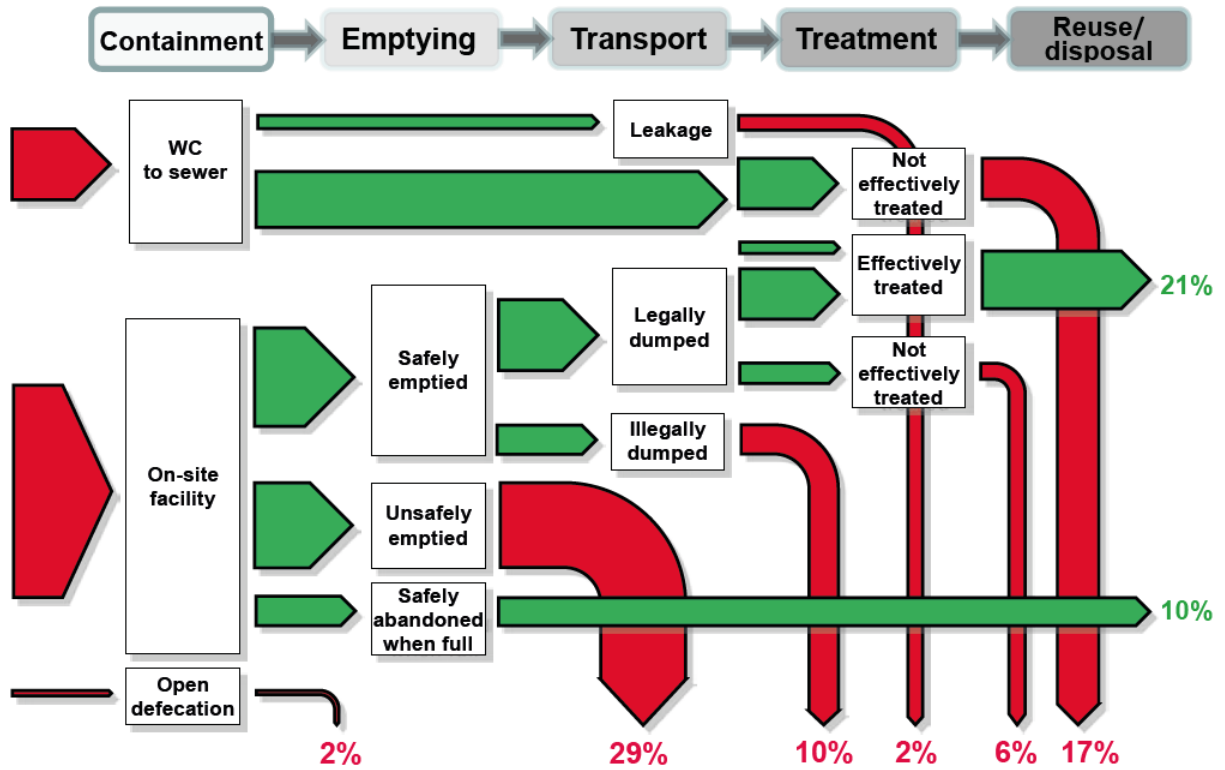 Containment
Emptying
Transport
Treatment
Reuse/
disposal
WC
to sewer
Leakage
Not
effectively
treated
Effectively
treated
21%
Legally
dumped
Safely
emptied
Not
effectively
treated
Illegally
dumped
On-site
facility
Unsafely
emptied
Safely
abandoned
when full
10%
Open
defecation
2%
29%
10%
2%
6%
17%